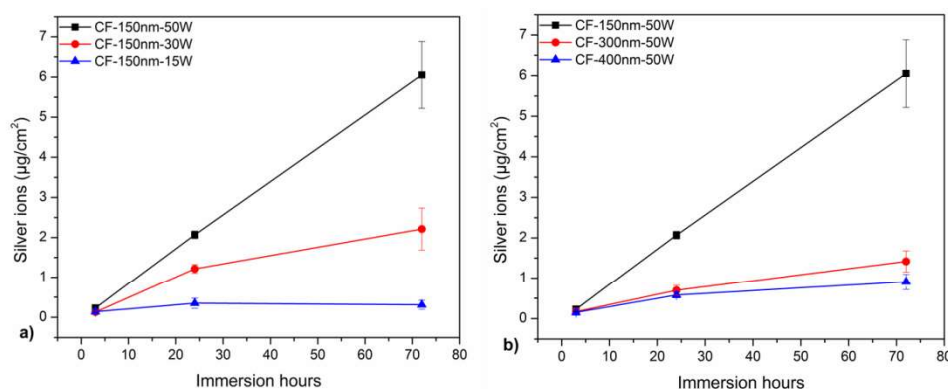 CF-150nm-50W
CF-150nm-30W
CF-150nm-15W
7
6
5
4
3
2
1
0
Silver ions (µg/cm²)
0 10 20 30 40 50 60 70 80
Immersion hours
a)
CF-150nm-50W
CF-300nm-50W
CF-400nm-50W
7
6
5
4
3
2
1
0
Silver ions (µg/cm²)
0 10 20 30 40 50 60 70 80
Immersion hours
b)